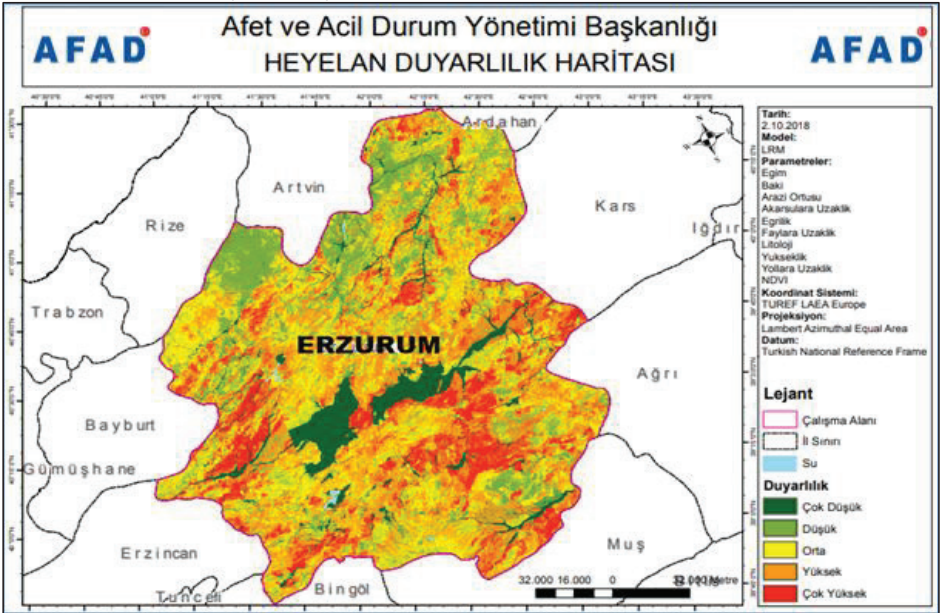 AFAD
Afet ve Acil Durum Yönetimi Başkanlığı
HEYELAN DUYARLILIK HARİTASI
AFAD
Ardahan
Artvin
Kars
Rize
Iğdır
Trabzon
ERZURUM
Ağrı
Bayburt
Gümüşhane
Erzincan
Muş
Tunceli
Bingöl
Bitlis
32.000 16.000 0 32.000 Metre
Tarih:
2.10.2018
Model:
LRM
Parametreler:
Egim
Baki
Arazi Ortusu
Akarsulara Uzaklik
Egrilik
Faylara Uzaklik
Litoloji
Yukseklik
Yollara Uzaklik
NDVI
Koordinat Sistemi:
TUREF LAEA Europe
Projeksiyon:
Lambert Azimuthal Equal Area
Datum:
Turkish National Reference Frame
Lejant
Çalışma Alanı
İl Sınırı
Su
Duyarlılık
Çok Düşük
Düşük
Orta
Yüksek
Çok Yüksek